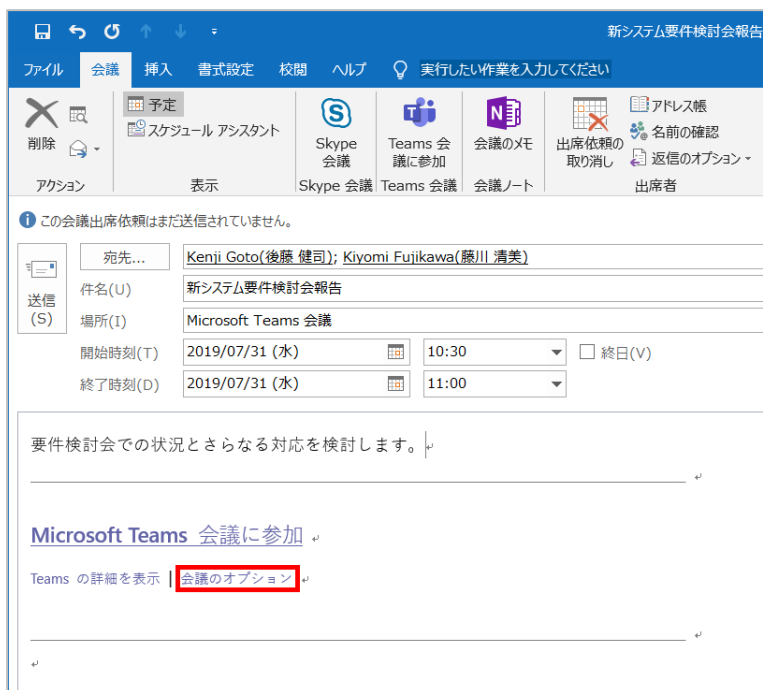 新システム要件検討会報告
ファイル 会議 挿入 書式設定 校閲 ヘルプ 実行したい作業を入力してください
削除
予定
スケジュール アシスタント
Skype
会議
Teams 会
議に参加
会議のメモ
出席依頼の
取り消し
アドレス帳
名前の確認
返信のオプション
アクション 表示 Skype 会議 Teams 会議 会議ノート 出席者
この会議出席依頼はまだ送信されていません。
送信
(S)
宛先... Kenji Goto(後藤 健司); Kiyomi Fujikawa(藤川 清美)
件名(U) 新システム要件検討会報告
場所(I) Microsoft Teams 会議
開始時刻(T) 2019/07/31 (水) 10:30 終日(V)
終了時刻(D) 2019/07/31 (水) 11:00
要件検討会での状況とさらなる対応を検討します。
Microsoft Teams 会議に参加
Teams の詳細を表示 | 会議のオプション